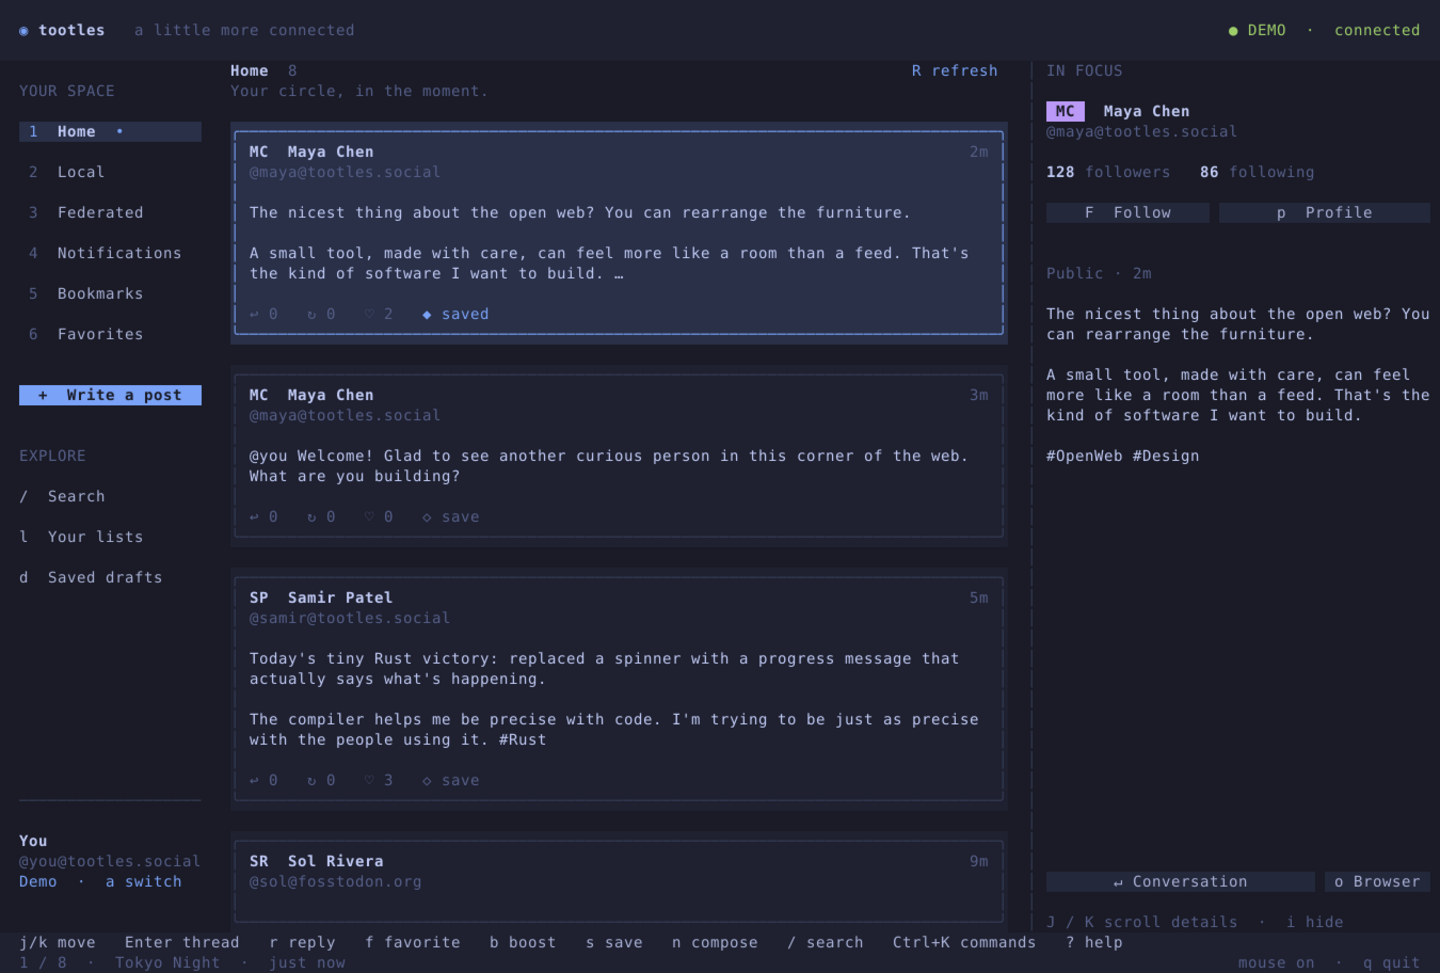 ◉ tootles a little more connected
● DEMO · connected
YOUR SPACE
1 Home •
2 Local
3 Federated
4 Notifications
5 Bookmarks
6 Favorites
+ Write a post
EXPLORE
/ Search
l Your lists
d Saved drafts
You
@you@tootles.social
Demo · a switch
Home 8
R refresh
Your circle, in the moment.
MC Maya Chen 2m
@maya@tootles.social
The nicest thing about the open web? You can rearrange the furniture.
A small tool, made with care, can feel more like a room than a feed. That's
the kind of software I want to build. …
↩ 0 ↻ 0 ♡ 2 ◆ saved
MC Maya Chen 3m
@maya@tootles.social
@you Welcome! Glad to see another curious person in this corner of the web.
What are you building?
↩ 0 ↻ 0 ♡ 0 ◇ save
SP Samir Patel 5m
@samir@tootles.social
Today's tiny Rust victory: replaced a spinner with a progress message that
actually says what's happening.
The compiler helps me be precise with code. I'm trying to be just as precise
with the people using it. #Rust
↩ 0 ↻ 0 ♡ 3 ◇ save
SR Sol Rivera 9m
@sol@fosstodon.org
IN FOCUS
MC Maya Chen
@maya@tootles.social
128 followers 86 following
F Follow p Profile
Public · 2m
The nicest thing about the open web? You
can rearrange the furniture.
A small tool, made with care, can feel
more like a room than a feed. That's the
kind of software I want to build.
#OpenWeb #Design
↵ Conversation o Browser
J / K scroll details · i hide
j/k move Enter thread r reply f favorite b boost s save n compose / search Ctrl+K commands ? help
1 / 8 · Tokyo Night · just now
mouse on · q quit